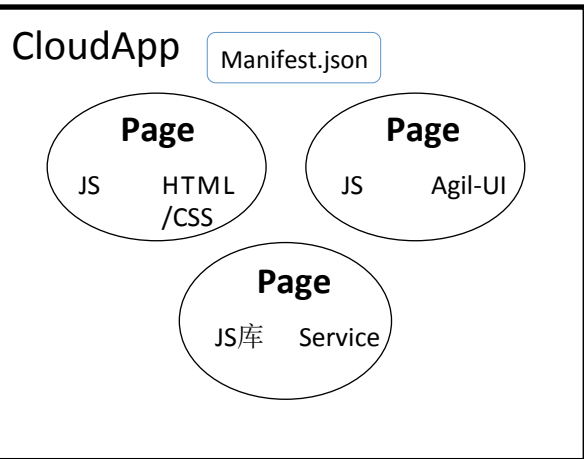 CloudApp
Manifest.json
Page
JS HTML
/CSS
Page
JS Agil-UI
Page
JS库 Service